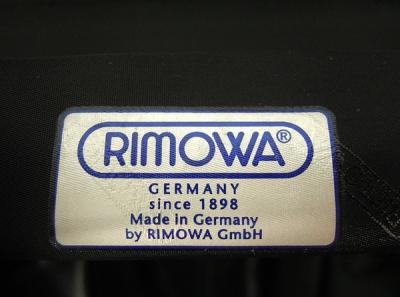 RIMOWA®
GERMANY
since 1898
Made in Germany
by RIMOWA GmbH